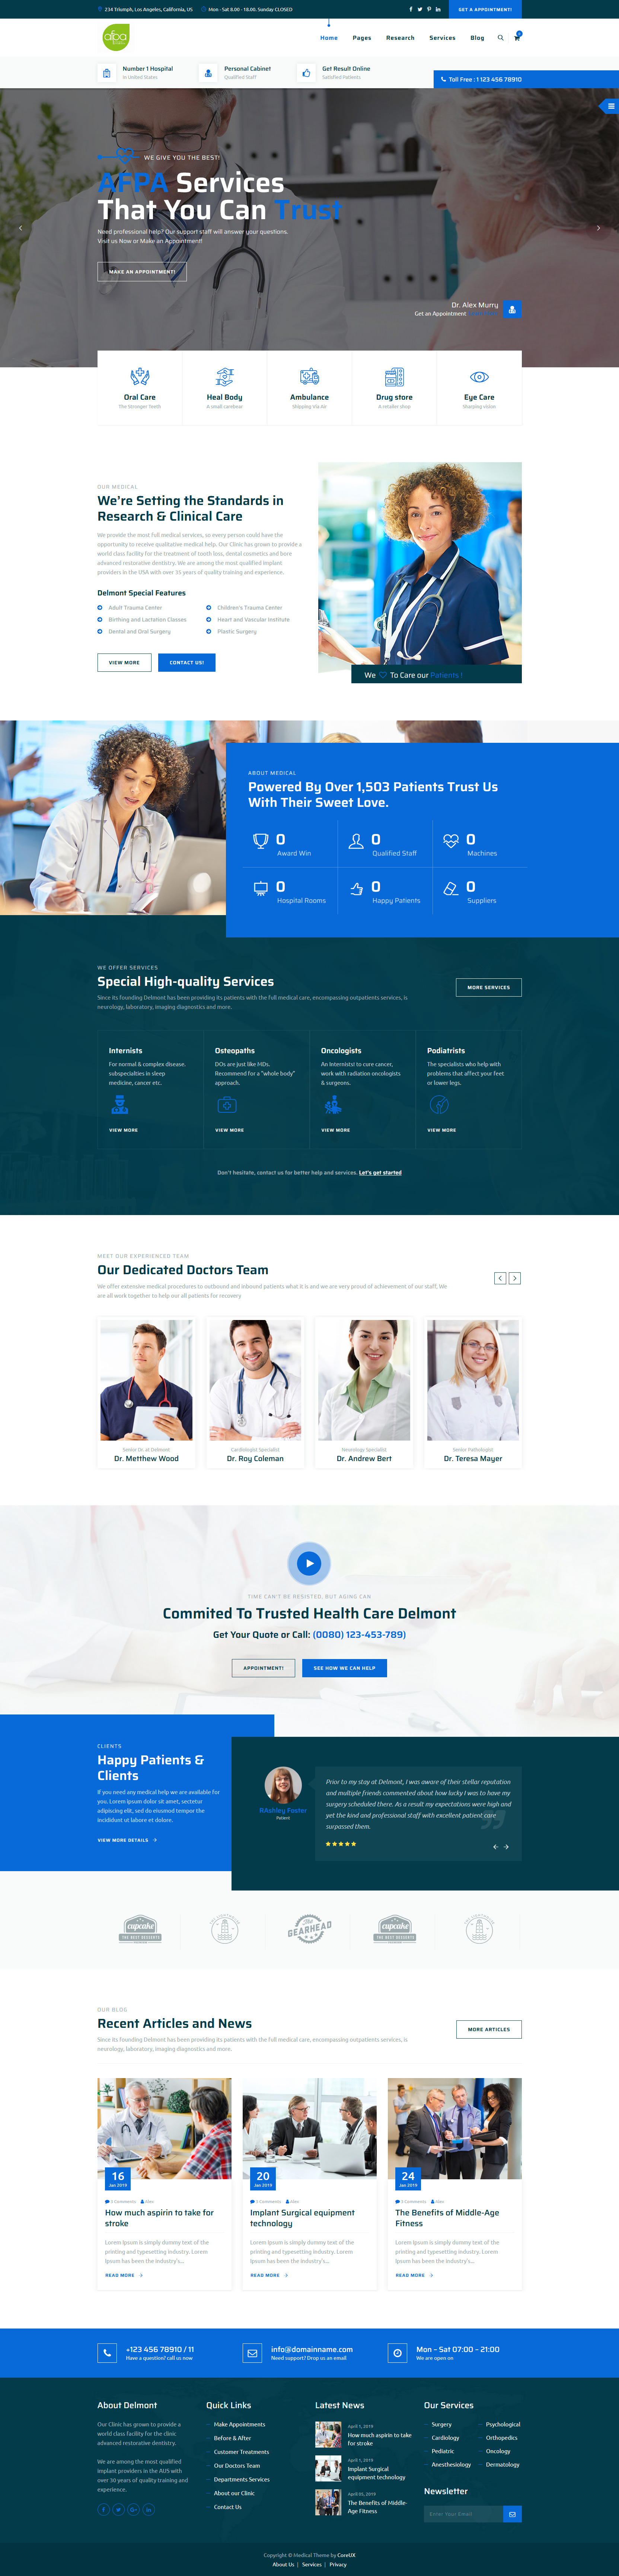 234 Triumph, Los Angeles, California, US
Mon - Sat 8.00 - 18.00. Sunday CLOSED
GET A APPOINTMENT!
afpa
Home
Pages
Research
Services
Blog
0
Number 1 Hospital
In United States
Personal Cabinet
Qualified Staff
Get Result Online
Satisfied Patients
Toll Free : 1 123 456 78910
WE GIVE YOU THE BEST!
AFPA Services
That You Can Trust
Need professional help? Our support staff will answer your questions.
Visit us Now or Make an Appointment!
MAKE AN APPOINTMENT!
Dr. Alex Murry
Get an Appointment
Oral Care
The Stronger Teeth
Heal Body
A small carebear
Ambulance
Shipping Via Air
Drug store
A retailer shop
Eye Care
Sharping vision
OUR MEDICAL
We're Setting the Standards in
Research & Clinical Care
We provide the most full medical services, so every person could have the
opportunity to receive qualitative medical help. Our Clinic has grown to provide a
world class facility for the treatment of tooth loss, dental cosmetics and bore
advanced restorative dentistry. We are among the most qualified implant
providers in the USA with over 35 years of quality training and experience.
Delmont Special Features
Adult Trauma Center
Children's Trauma Center
Birthing and Lactation Classes
Heart and Vascular Institute
Dental and Oral Surgery
Plastic Surgery
VIEW MORE
CONTACT US!
We To Care our Patients !
ABOUT MEDICAL
Powered By Over 1,503 Patients Trust Us
With Their Sweet Love.
0
Award Win
0
Qualified Staff
0
Machines
0
Hospital Rooms
0
Happy Patients
0
Suppliers
WE OFFER SERVICES
Special High-quality Services
Since its founding Delmont has been providing its patients with the full medical care, encompassing outpatients services, is
neurology, laboratory, imaging diagnostics and more.
MORE SERVICES
Internists
For normal & complex disease.
subspecialties in sleep
medicine, cancer etc.
VIEW MORE
Osteopaths
DOs are just like MDs.
Recommend For a "whole body"
approach.
VIEW MORE
Oncologists
An Internists! to cure cancer,
work with radiation oncologists
& surgeons.
VIEW MORE
Podiatrists
The specialists who help with
problems that affect your feet
or lower legs.
VIEW MORE
Don't hesitate, contact us for better help and services. Let's get started
MEET OUR EXPERIENCED TEAM
Our Dedicated Doctors Team
We offer extensive medical procedures to outbound and inbound patients what it is and we are very proud of achievement of our staff, We
are all work together to help our all patients for recovery
Senior Dr. at Delmont
Dr. Metthew Wood
Cardiologist Specialist
Dr. Roy Coleman
Neurology Specialist
Dr. Andrew Bert
Senior Pathologist
Dr. Teresa Mayer
TIME CAN'T BE RESISTED, BUT AGING CAN
Commited To Trusted Health Care Delmont
Get Your Quote or Call: (0080) 123-453-789)
APPOINTMENT!
SEE HOW WE CAN HELP
CLIENTS
Happy Patients &
Clients
If you need any medical help we are available for
you. Lorem ipsum dolor sit amet, sectetur
adipiscing elit, sed do eiusmod tempor the
incididunt ut labore et dolore.
VIEW MORE DETAILS
RAshley Foster
Patient
Prior to my stay at Delmont, I was aware of their stellar reputation
and multiple friends commented about how lucky I was to have my
surgery scheduled there. As a result my expectations were high and
yet the kind and professional staff with excellent patient care
surpassed them.
cupcake
THE BEST DESSERTS
The GEARHEAD
cupcake
THE BEST DESSERTS
OUR BLOG
Recent Articles and News
Since its founding Delmont has been providing its patients with the full medical care, encompassing outpatients services, is
neurology, laboratory, imaging diagnostics and more.
MORE ARTICLES
16
Jan 2019
3 Comments Alex
How much aspirin to take for
stroke
Lorem Ipsum is simply dummy text of the
printing and typesetting industry. Lorem
Ipsum has been the industry's...
READ MORE
20
Jan 2019
3 Comments Alex
Implant Surgical equipment
technology
Lorem Ipsum is simply dummy text of the
printing and typesetting industry. Lorem
Ipsum has been the industry's...
READ MORE
24
Jan 2019
3 Comments Alex
The Benefits of Middle-Age
Fitness
Lorem Ipsum is simply dummy text of the
printing and typesetting industry. Lorem
Ipsum has been the industry's...
READ MORE
+123 456 78910 / 11
Have a question? call us now
info@domainname.com
Need support? Drop us an email
Mon – Sat 07:00 – 21:00
We are open on
About Delmont
Our Clinic has grown to provide a
world class facility for the clinic
advanced restorative dentistry.
We are among the most qualified
implant providers in the AUS with
over 30 years of quality training and
experience.
Quick Links
Make Appointments
Before & After
Customer Treatments
Our Doctors Team
Departments Services
About our Clinic
Contact Us
Latest News
April 1, 2019
How much aspirin to take
for stroke
April 1, 2019
Implant Surgical
equipment technology
April 02, 2019
The Benefits of Middle-
Age Fitness
Our Services
Surgery
Psychological
Cardiology
Orthopedics
Pediatric
Oncology
Anesthesiology
Dermatology
Newsletter
Enter Your Email
Copyright © Medical Theme by CoreUX
About Us | Services | Privacy